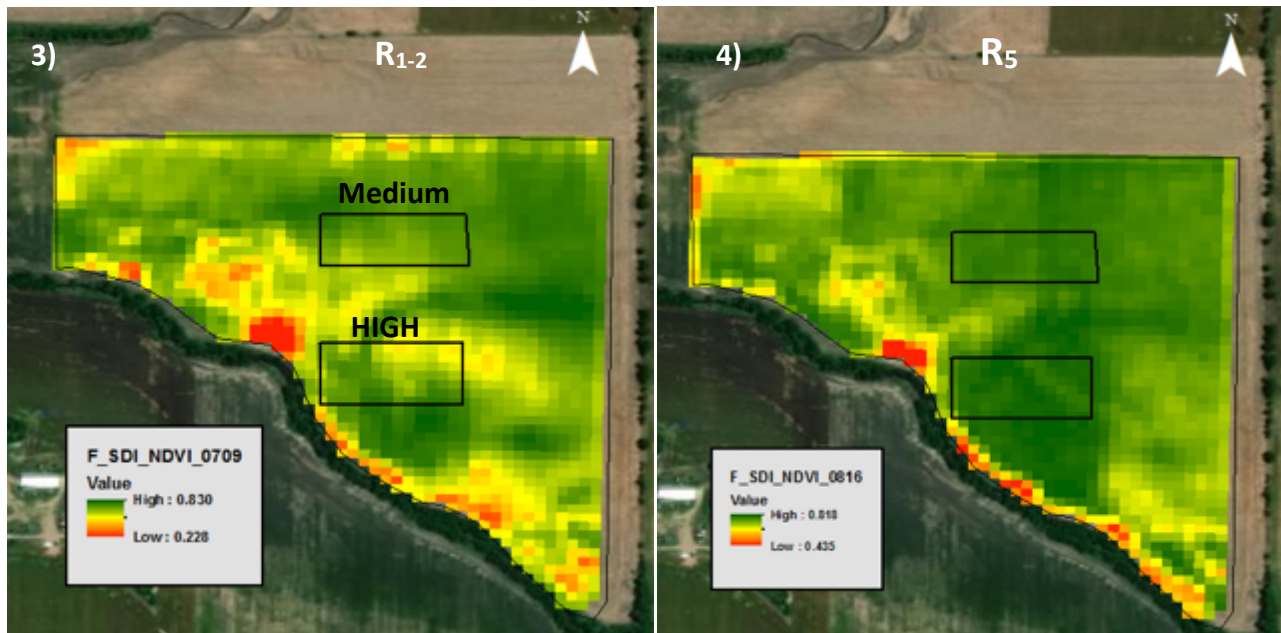 3)
R1-2
N
Medium
HIGH
F_SDI_NDVI_0709
Value
High : 0.830
Low : 0.228
4)
R5
N
F_SDI_NDVI_0816
Value
High : 0.818
Low : 0.435